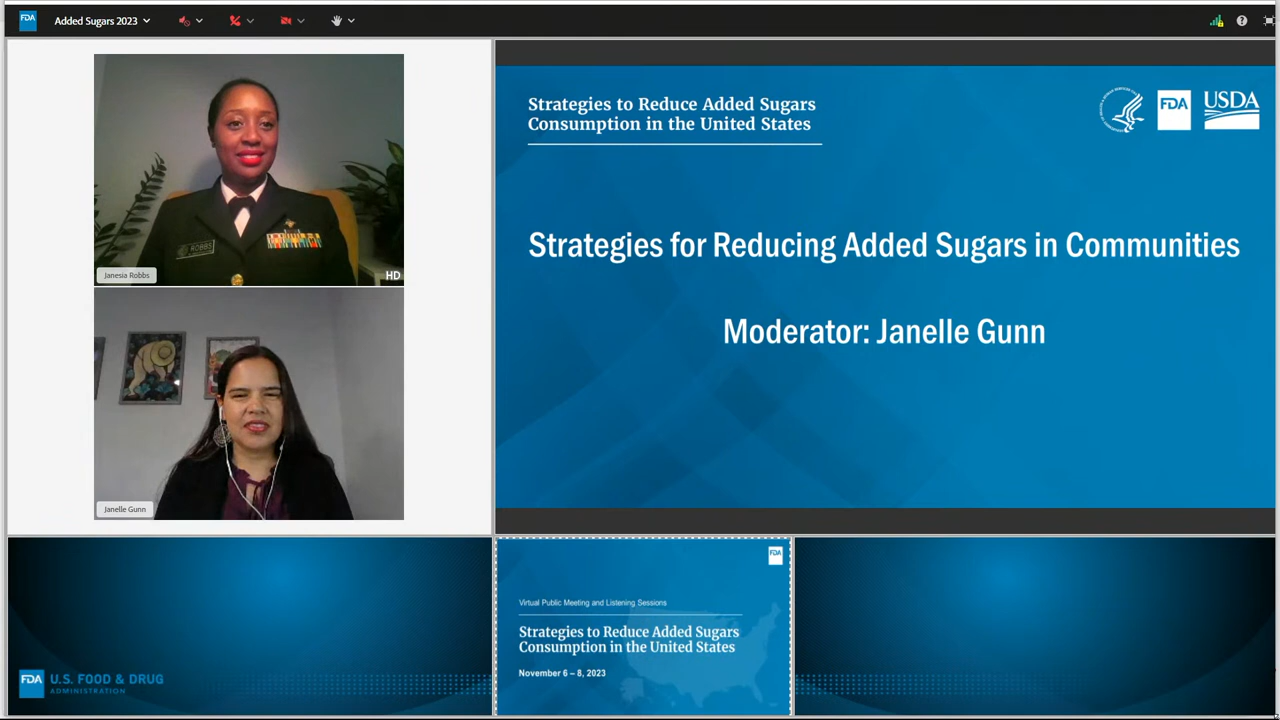 FDA
Added Sugars 2023
ROBBS
Janesia Robbs
HD
Janelle Gunn
Strategies to Reduce Added Sugars
Consumption in the United States
FDA
USDA
Strategies for Reducing Added Sugars in Communities
Moderator: Janelle Gunn
FDA
U.S. FOOD & DRUG
ADMINISTRATION
FDA
Virtual Public Meeting and Listening Sessions
Strategies to Reduce Added Sugars
Consumption in the United States
November 6 – 8, 2023